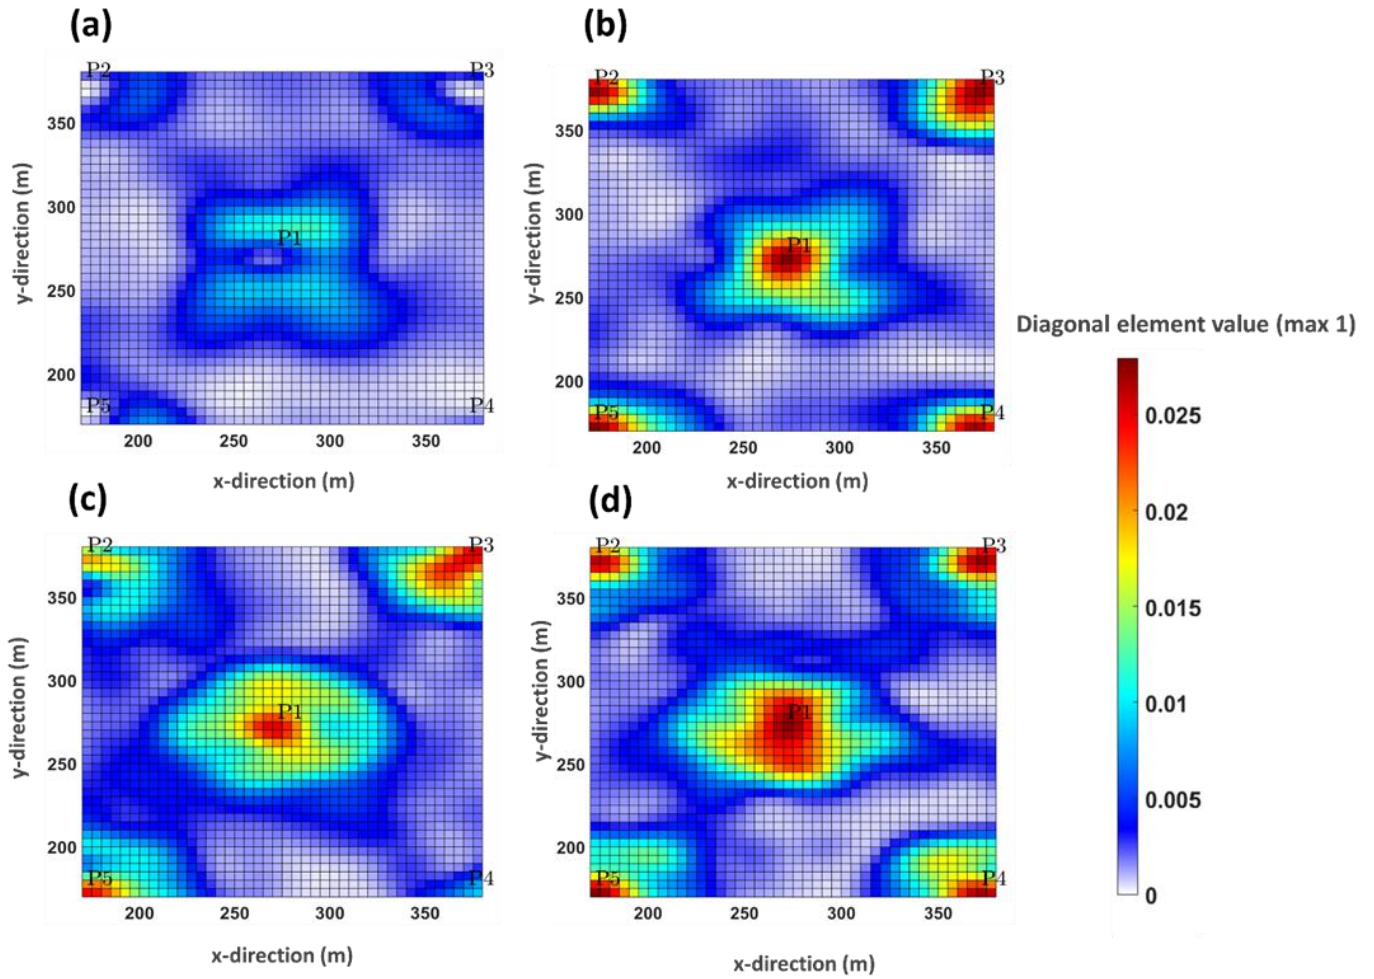 (a)
P2
P3
350
300
P1
250
200
P5
P4
200 250 300 350
y-direction (m)
x-direction (m)
(b)
P2
P3
350
300
P1
250
200
P5
P4
200 250 300 350
y-direction (m)
x-direction (m)
(c)
P2
P3
350
300
P1
250
200
P5
P4
200 250 300 350
y-direction (m)
x-direction (m)
(d)
P2
P3
350
300
P1
250
200
P5
P4
200 250 300 350
y-direction (m)
x-direction (m)
Diagonal element value (max 1)
0.025
0.02
0.015
0.01
0.005
0